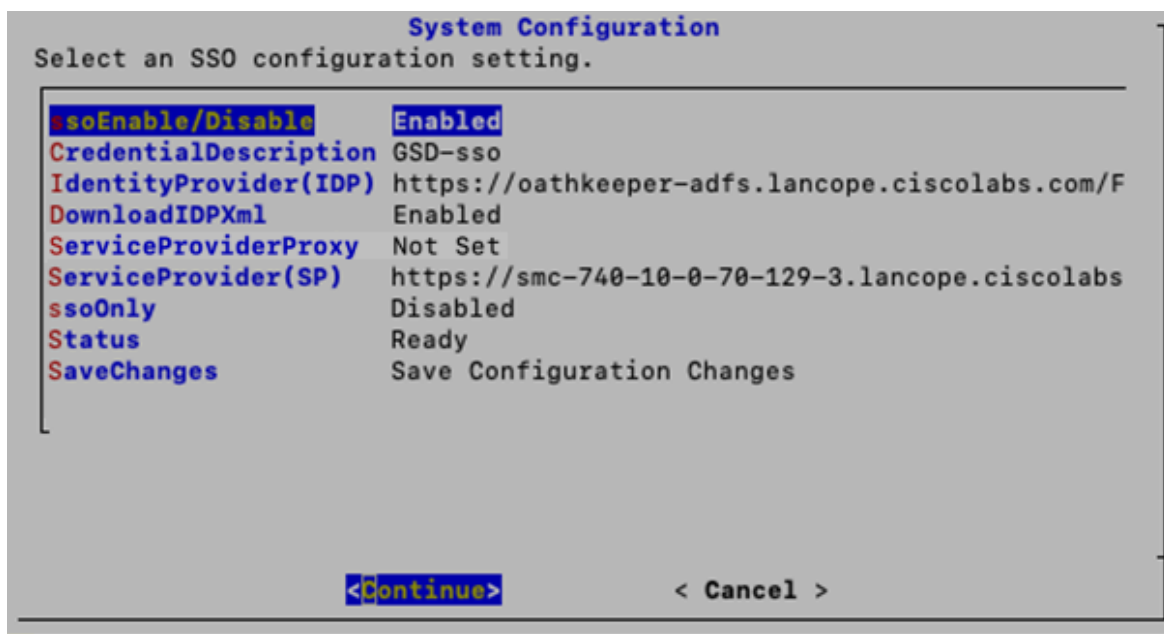 System Configuration
Select an SSO configuration setting.
ssoEnable/Disable Enabled
CredentialDescription GSD-sso
IdentityProvider(IDP) https://oathkeeper-adfs.lancope.ciscolabs.com/F
DownloadIDPXml Enabled
ServiceProviderProxy Not Set
ServiceProvider(SP) https://smc-740-10-0-70-129-3.lancope.ciscolabs
ssoOnly Disabled
Status Ready
SaveChanges Save Configuration Changes
<Continue> < Cancel >